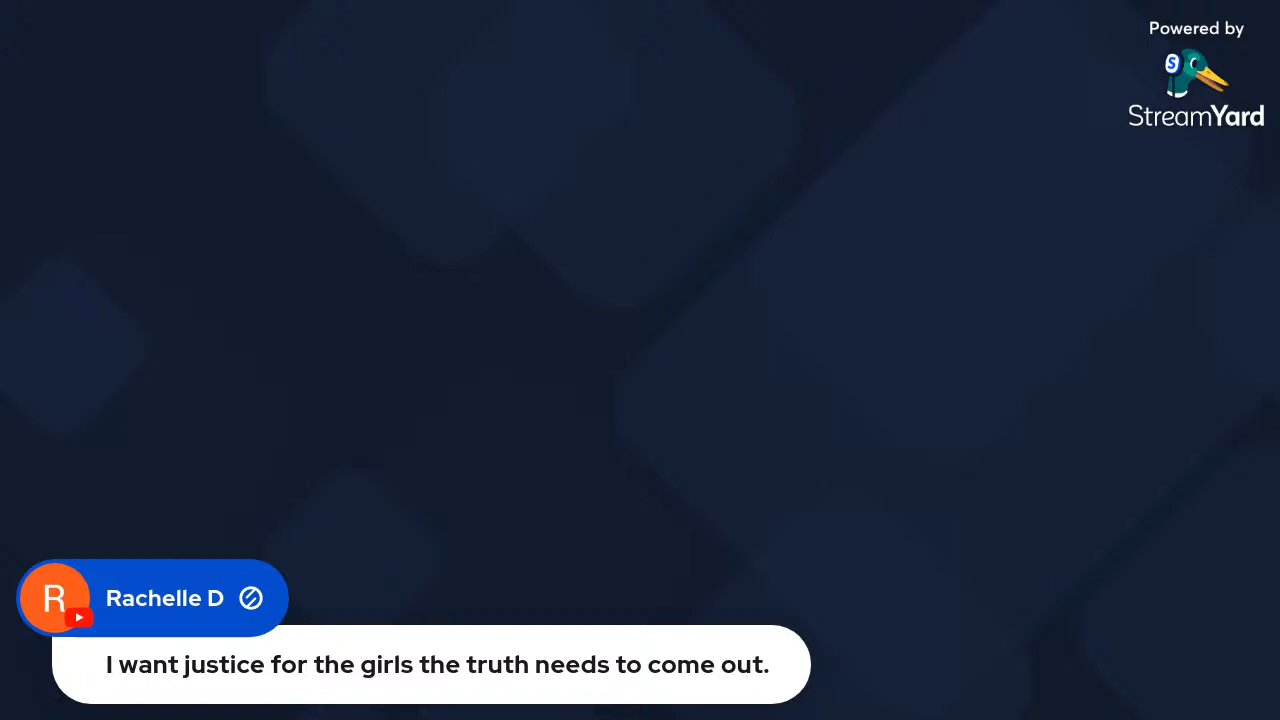 Powered by
S
StreamYard
R
Rachelle D
I want justice for the girls the truth needs to come out.